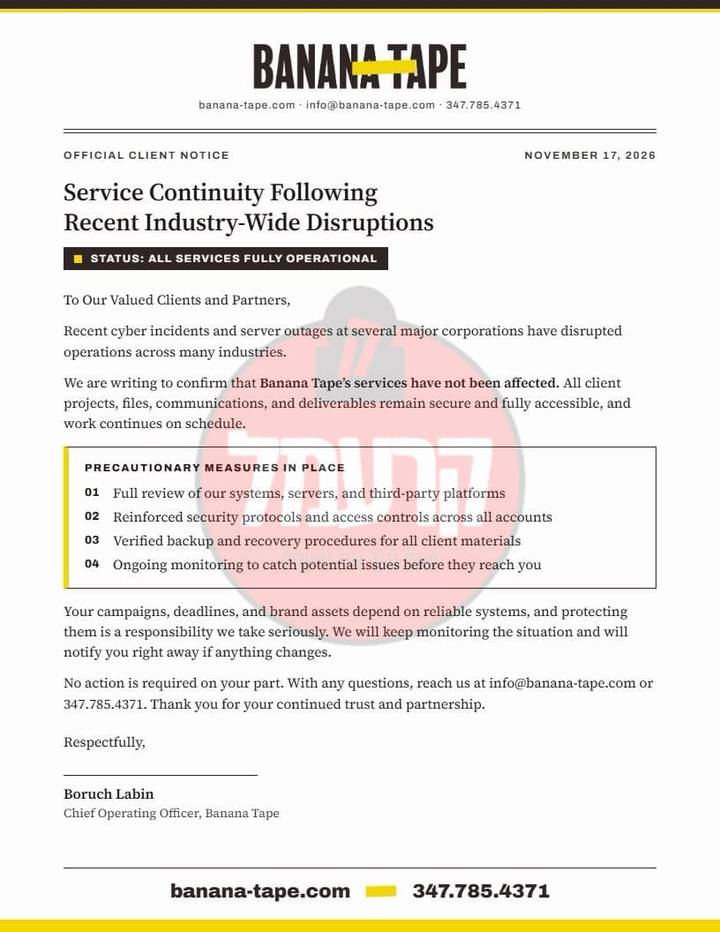 BANANA TAPE
banana-tape.com · info@banana-tape.com · 347.785.4371
OFFICIAL CLIENT NOTICE
NOVEMBER 17, 2026
Service Continuity Following
Recent Industry-Wide Disruptions
STATUS: ALL SERVICES FULLY OPERATIONAL
To Our Valued Clients and Partners,
Recent cyber incidents and server outages at several major corporations have disrupted
operations across many industries.
We are writing to confirm that Banana Tape’s services have not been affected. All client
projects, files, communications, and deliverables remain secure and fully accessible, and
work continues on schedule.
PRECAUTIONARY MEASURES IN PLACE
01 Full review of our systems, servers, and third-party platforms
02 Reinforced security protocols and access controls across all accounts
03 Verified backup and recovery procedures for all client materials
04 Ongoing monitoring to catch potential issues before they reach you
קרעמל
Your campaigns, deadlines, and brand assets depend on reliable systems, and protecting
them is a responsibility we take seriously. We will keep monitoring the situation and will
notify you right away if anything changes.
No action is required on your part. With any questions, reach us at info@banana-tape.com or
347.785.4371. Thank you for your continued trust and partnership.
Respectfully,
Boruch Labin
Chief Operating Officer, Banana Tape
banana-tape.com 347.785.4371